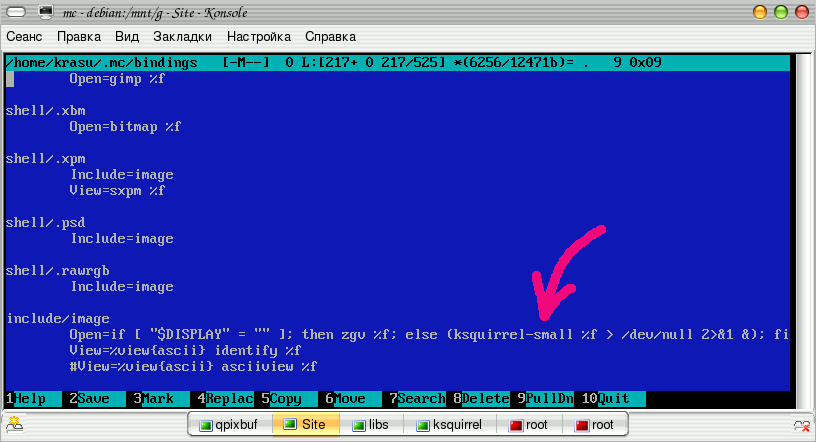 mc - debian:/mnt/g - Site - Konsole
Сеанс Правка Вид Закладки Настройка Справка
/home/krasu/.mc/bindings [-M--] 0 L:[217+ 0 217/525] *(6256/12471b)= . 9 0x09
Open=gimp %f
shell/.xbm
Open=bitmap %f
shell/.xpm
Include=image
View=sxpm %f
shell/.psd
Include=image
shell/.rawrgb
Include=image
include/image
Open=if [ "$DISPLAY" = "" ]; then zgv %f; else (ksquirrel-small %f > /dev/null 2>&1 &); fi
View=%view{ascii} identify %f
#View=%view{ascii} asciiview %f
1Help 2Save 3Mark 4Replac 5Copy 6Move 7Search 8Delete 9PullDn 10Quit
qpixbuf Site libs ksquirrel root root